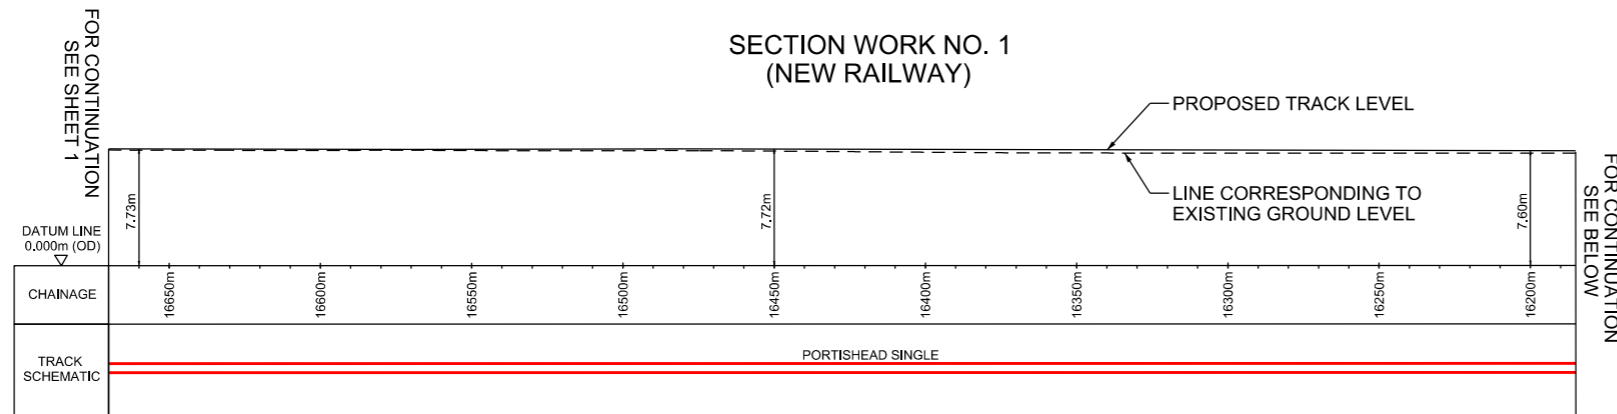 SECTION WORK NO. 1
(NEW RAILWAY)
FOR CONTINUATION
SEE SHEET 1
PROPOSED TRACK LEVEL
LINE CORRESPONDING TO
EXISTING GROUND LEVEL
FOR CONTINUATION
SEE BELOW
7.73m
7.72m
7.60m
DATUM LINE
0.000m (OD)
CHAINAGE
16650m
16600m
16550m
16500m
16450m
16400m
16350m
16300m
16250m
16200m
TRACK
SCHEMATIC
PORTISHEAD SINGLE